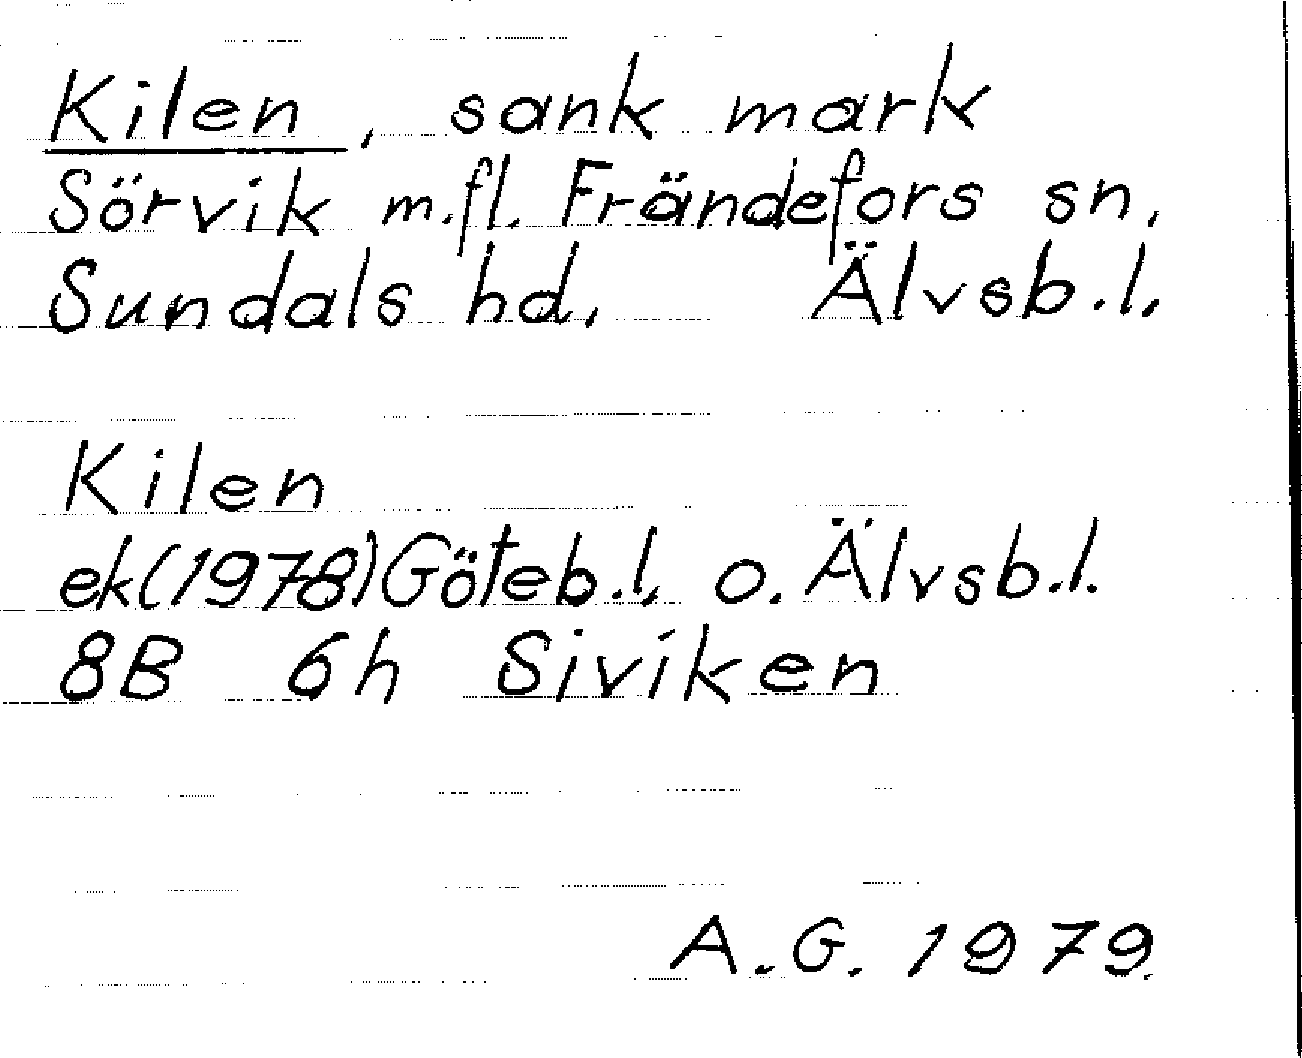 Kilen, sank mark
Sörvik m.fl. Frändefors sn.
Sundals hd. Älvsb.l.
Kilen
ek(1978)Göteb.l. o. Älvsb.l.
8B 6h Siviken
A.G. 1979.